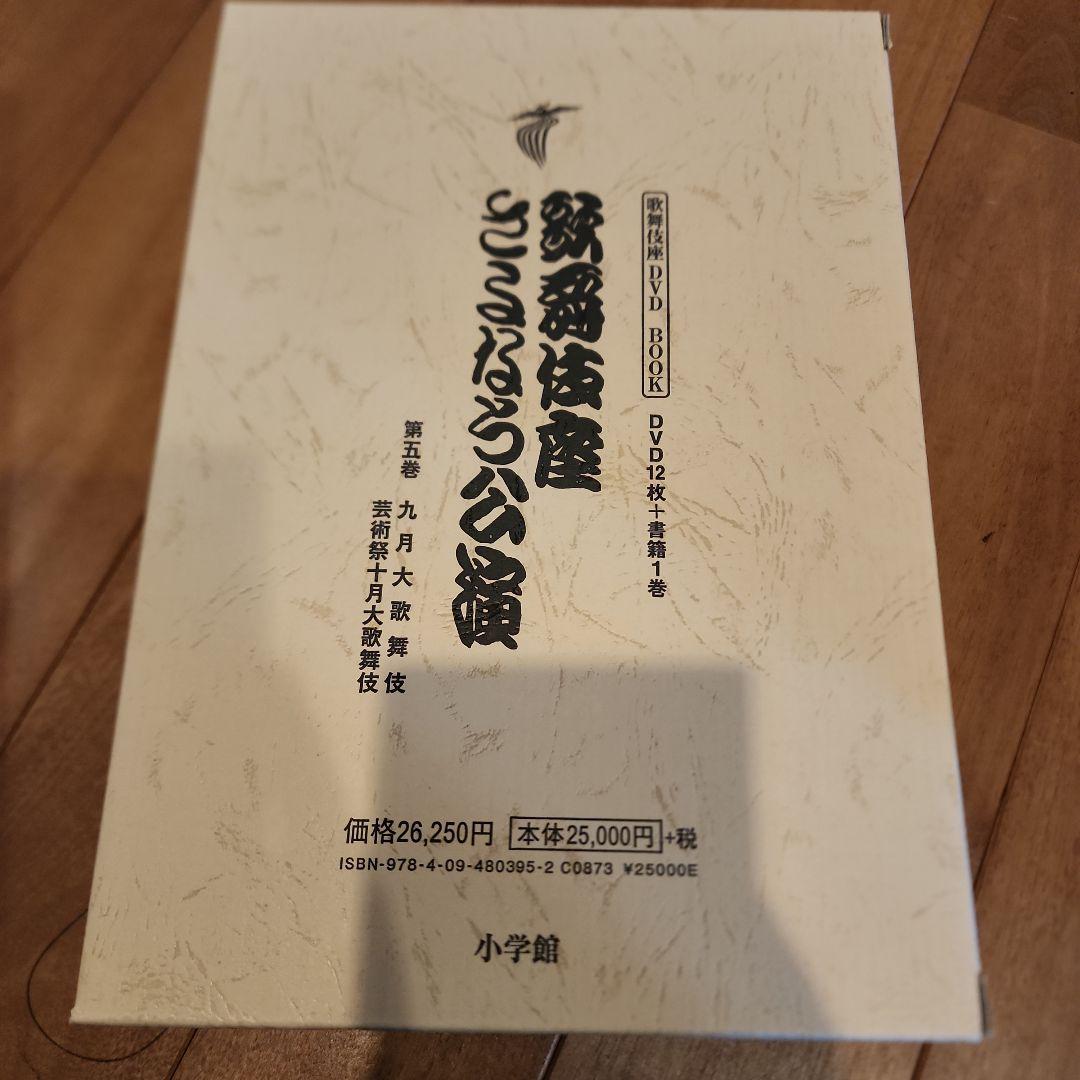 歌舞伎座DVD BOOK DVD12枚+書籍1巻
歌舞伎座
さよなら公演
第五巻 九月大歌舞伎
芸術祭十月大歌舞伎
価格26,250円 本体25,000円+税
ISBN-978-4-09-480395-2 C0873 ¥25000E
小学館